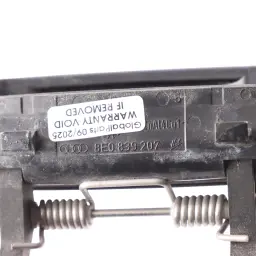 GlobalParts 09/2025
WARRANTY VOID
IF REMOVED
8E0 839 207